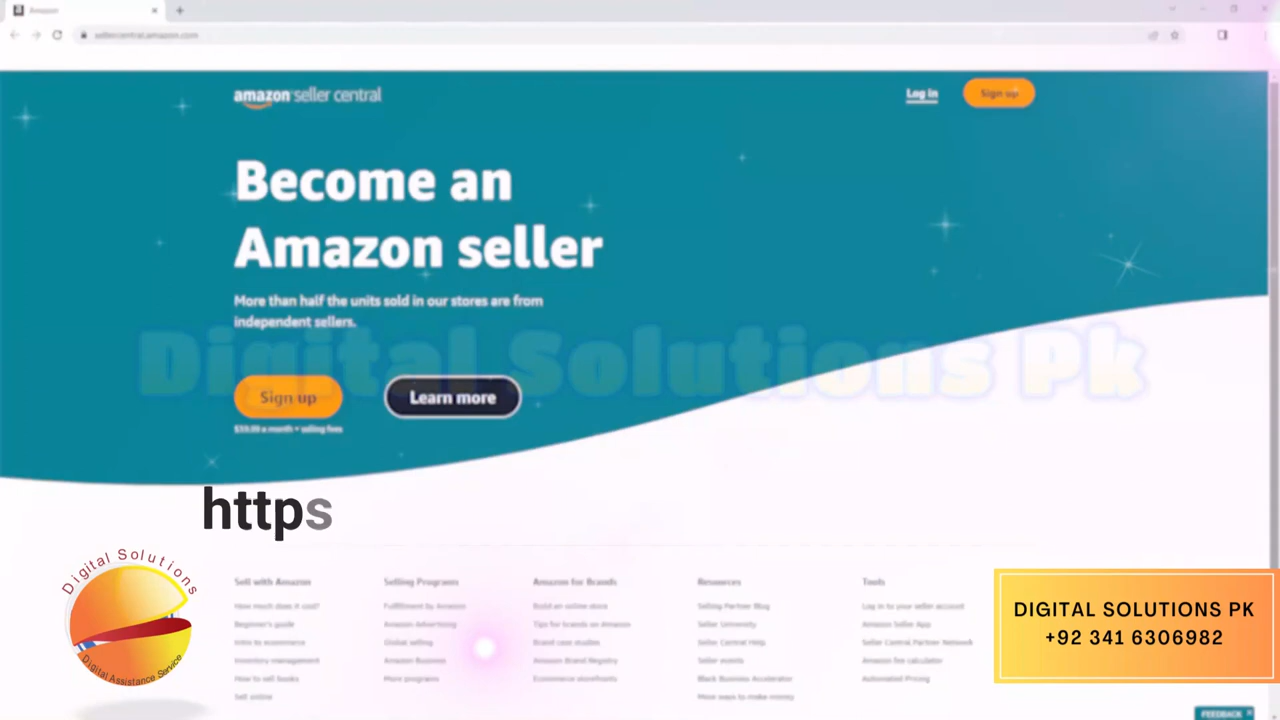 Amazon
sellercentral.amazon.com
amazon seller central
Log in
Sign up
Become an
Amazon seller
More than half the units sold in our stores are from
independent sellers.
Digital Solutions Pk
Sign up
Learn more
$39.99 a month + selling fees
https
Digital Solutions
Digital Assistance Service
Sell with Amazon
How much does it cost?
Beginner's guide
Intro to ecommerce
Inventory management
How to sell books
Sell online
Selling Programs
Fulfillment by Amazon
Amazon Advertising
Global selling
Amazon Business
More programs
Amazon for Brands
Build an online store
Tips for brands on Amazon
Brand case studies
Amazon Brand Registry
Ecommerce storefronts
Resources
Selling Partner Blog
Seller University
Seller Central Help
Seller events
Black Business Accelerator
More ways to make money
Tools
Log in to your seller account
Amazon Seller App
Seller Central Partner Network
Amazon fee calculator
Automated Pricing
DIGITAL SOLUTIONS PK
+92 341 6306982
FEEDBACK